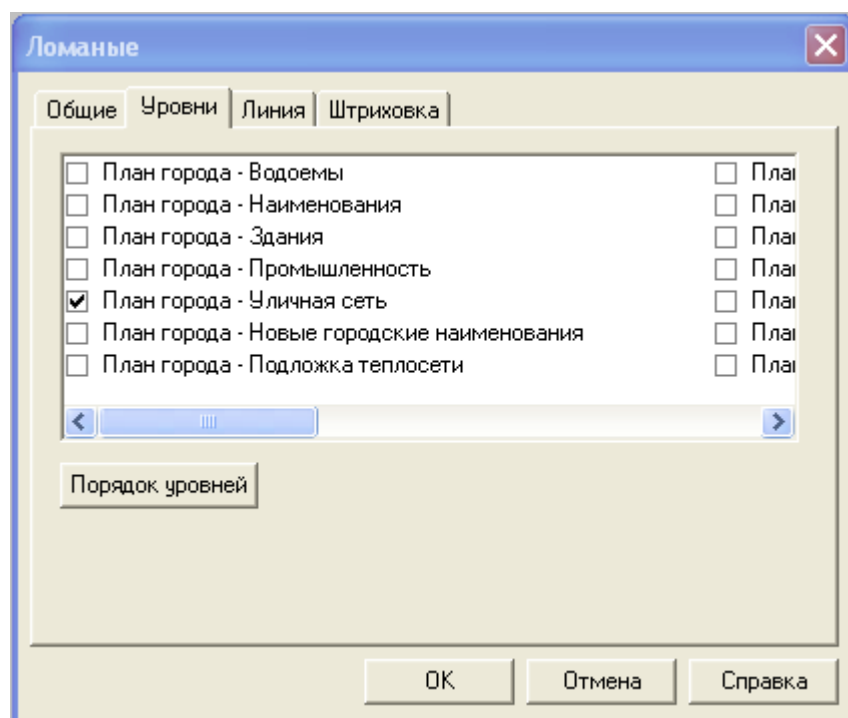 Ломаные
Общие Уровни Линия Штриховка
План города - Водоемы
План города - Наименования
План города - Здания
План города - Промышленность
План города - Уличная сеть
План города - Новые городские наименования
План города - Подложка теплосети
Порядок уровней
OK Отмена Справка